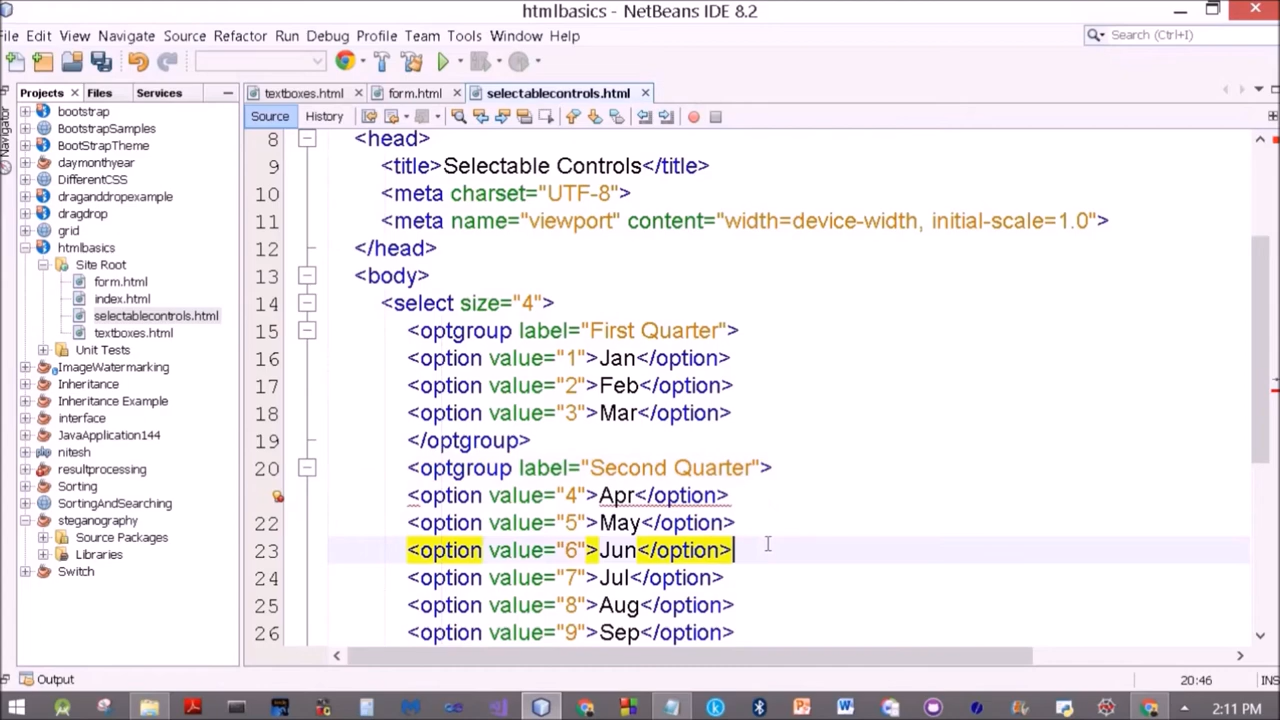 htmlbasics - NetBeans IDE 8.2
File Edit View Navigate Source Refactor Run Debug Profile Team Tools Window Help
Search (Ctrl+I)
Projects Files Services
textboxes.html form.html selectablecontrols.html
Navigator
Source History
bootstrap
BootstrapSamples
BootStrapTheme
daymonthyear
DifferentCSS
draganddropexample
dragdrop
grid
htmlbasics
Site Root
form.html
index.html
selectablecontrols.html
textboxes.html
Unit Tests
ImageWatermarking
Inheritance
Inheritance Example
interface
JavaApplication144
nitesh
resultprocessing
Sorting
SortingAndSearching
steganography
Source Packages
Libraries
Switch
8 <head>
9 <title>Selectable Controls</title>
10 <meta charset="UTF-8">
11 <meta name="viewport" content="width=device-width, initial-scale=1.0">
12 </head>
13 <body>
14 <select size="4">
15 <optgroup label="First Quarter">
16 <option value="1">Jan</option>
17 <option value="2">Feb</option>
18 <option value="3">Mar</option>
19 </optgroup>
20 <optgroup label="Second Quarter">
<option value="4">Apr</option>
22 <option value="5">May</option>
23 <option value="6">Jun</option>
24 <option value="7">Jul</option>
25 <option value="8">Aug</option>
26 <option value="9">Sep</option>
Output
20:46 INS
2:11 PM